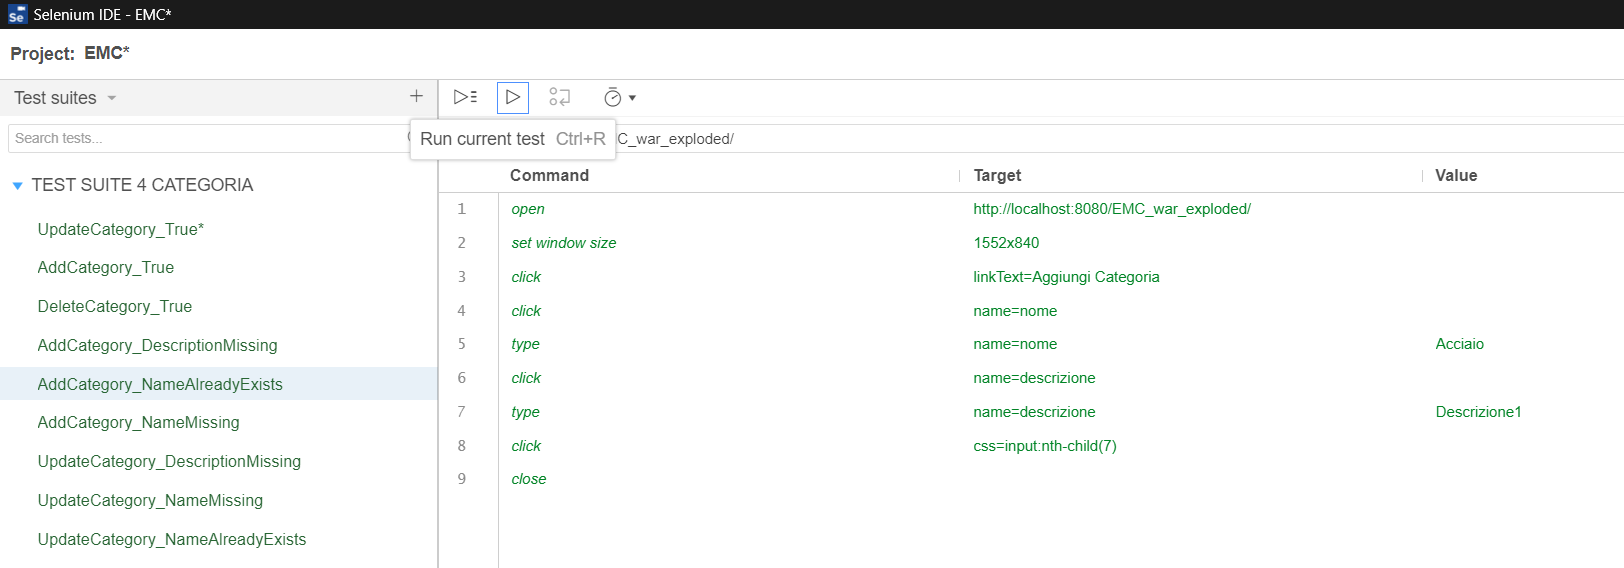 Selenium IDE - EMC*
Project: EMC*
Test suites
Search tests...
Run current test Ctrl+R
C_war_exploded/
Command Target Value
TEST SUITE 4 CATEGORIA
UpdateCategory_True*
AddCategory_True
DeleteCategory_True
AddCategory_DescriptionMissing
AddCategory_NameAlreadyExists
AddCategory_NameMissing
UpdateCategory_DescriptionMissing
UpdateCategory_NameMissing
UpdateCategory_NameAlreadyExists
1 open http://localhost:8080/EMC_war_exploded/
2 set window size 1552x840
3 click linkText=Aggiungi Categoria
4 click name=nome
5 type name=nome Acciaio
6 click name=descrizione
7 type name=descrizione Descrizione1
8 click css=input:nth-child(7)
9 close